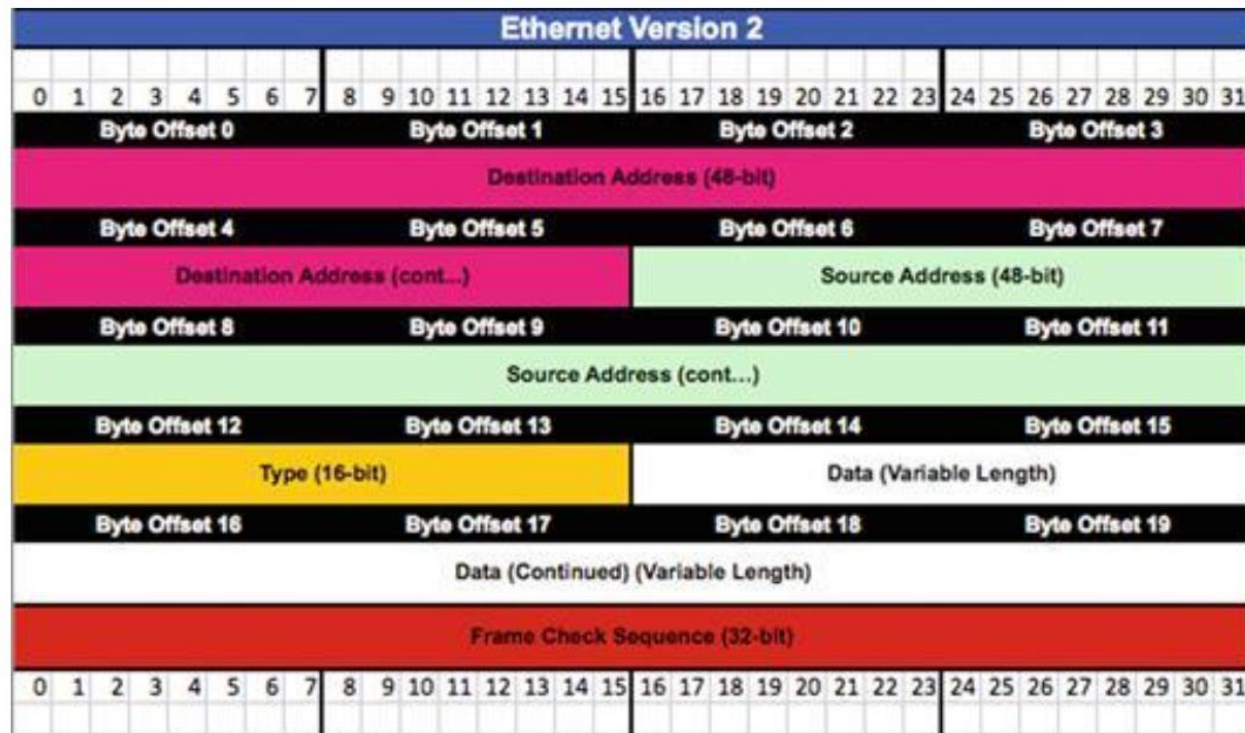 Ethernet Version 2
0 1 2 3 4 5 6 7 8 9 10 11 12 13 14 15 16 17 18 19 20 21 22 23 24 25 26 27 28 29 30 31
Byte Offset 0 Byte Offset 1 Byte Offset 2 Byte Offset 3
Destination Address (48-bit)
Byte Offset 4 Byte Offset 5 Byte Offset 6 Byte Offset 7
Destination Address (cont...) Source Address (48-bit)
Byte Offset 8 Byte Offset 9 Byte Offset 10 Byte Offset 11
Source Address (cont...)
Byte Offset 12 Byte Offset 13 Byte Offset 14 Byte Offset 15
Type (16-bit) Data (Variable Length)
Byte Offset 16 Byte Offset 17 Byte Offset 18 Byte Offset 19
Data (Continued) (Variable Length)
Frame Check Sequence (32-bit)
0 1 2 3 4 5 6 7 8 9 10 11 12 13 14 15 16 17 18 19 20 21 22 23 24 25 26 27 28 29 30 31